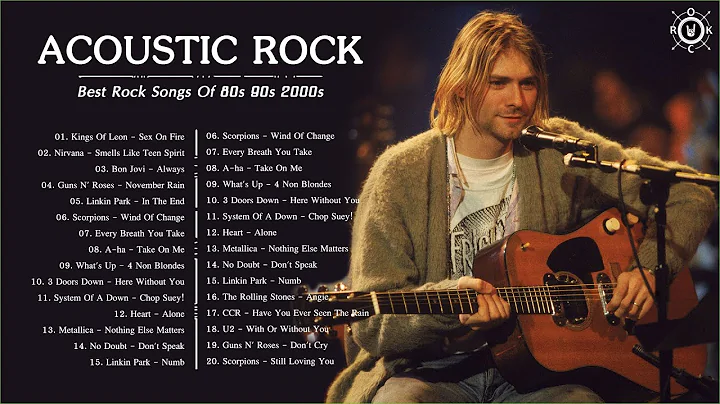 ACOUSTIC ROCK
Best Rock Songs Of 80s 90s 2000s
01. Kings Of Leon - Sex On Fire
02. Nirvana - Smells Like Teen Spirit
03. Bon Jovi - Always
04. Guns N' Roses - November Rain
05. Linkin Park - In The End
06. Scorpions - Wind Of Change
07. Every Breath You Take
08. A-ha - Take On Me
09. What's Up - 4 Non Blondes
10. 3 Doors Down - Here Without You
11. System Of A Down - Chop Suey!
12. Heart - Alone
13. Metallica - Nothing Else Matters
14. No Doubt - Don't Speak
15. Linkin Park - Numb
06. Scorpions - Wind Of Change
07. Every Breath You Take
08. A-ha - Take On Me
09. What's Up - 4 Non Blondes
10. 3 Doors Down - Here Without You
11. System Of A Down - Chop Suey!
12. Heart - Alone
13. Metallica - Nothing Else Matters
14. No Doubt - Don't Speak
15. Linkin Park - Numb
16. The Rolling Stones - Angie
17. CCR - Have You Ever Seen The Rain
18. U2 - With Or Without You
19. Guns N' Roses - Don't Cry
20. Scorpions - Still Loving You
R O C K